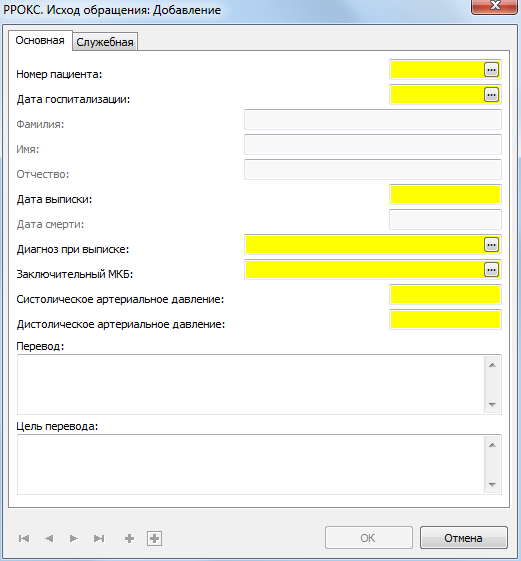 РРОКС. Исход обращения: Добавление
Основная Служебная
Номер пациента:
Дата госпитализации:
Фамилия:
Имя:
Отчество:
Дата выписки:
Дата смерти:
Диагноз при выписке:
Заключительный МКБ:
Систолическое артериальное давление:
Дистолическое артериальное давление:
Перевод:
Цель перевода:
OK Отмена